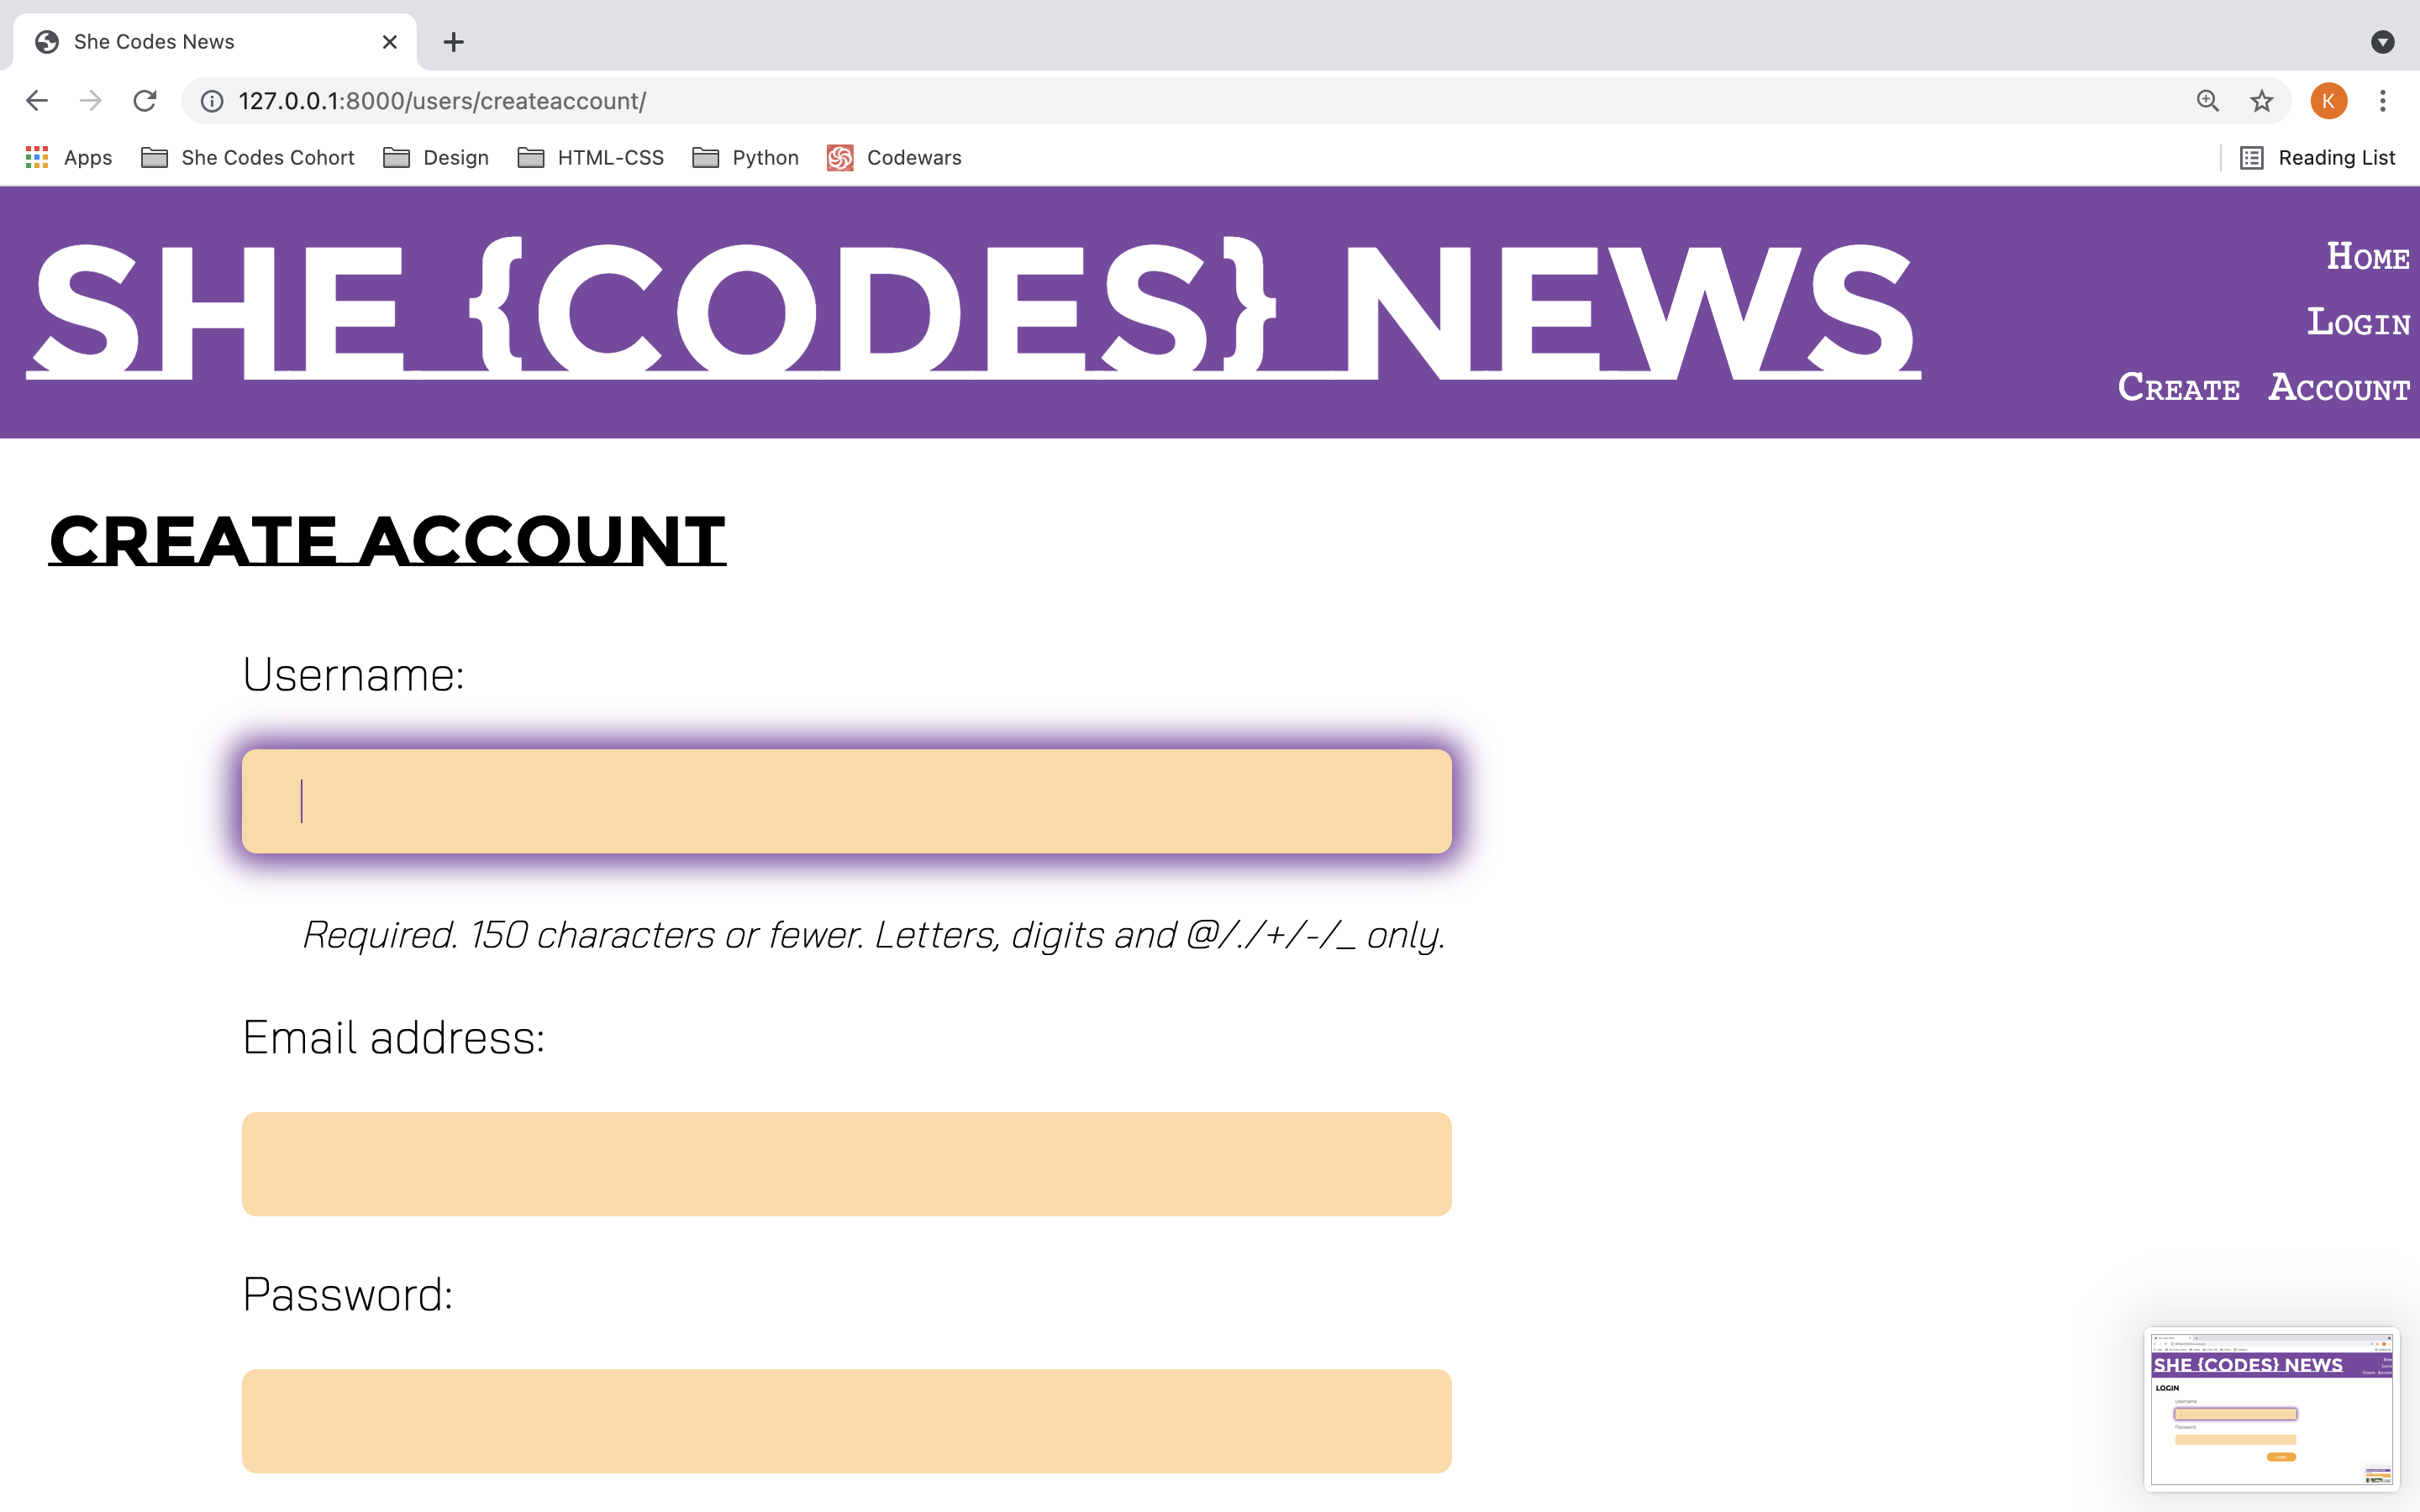 She Codes News
127.0.0.1:8000/users/createaccount/
K
Apps She Codes Cohort Design HTML-CSS Python Codewars Reading List
SHE {CODES} NEWS
Home
Login
Create Account
CREATE ACCOUNT
Username:
Required. 150 characters or fewer. Letters, digits and @/./+/-/_ only.
Email address:
Password:
SHE {CODES} NEWS
LOGIN
Username
Password